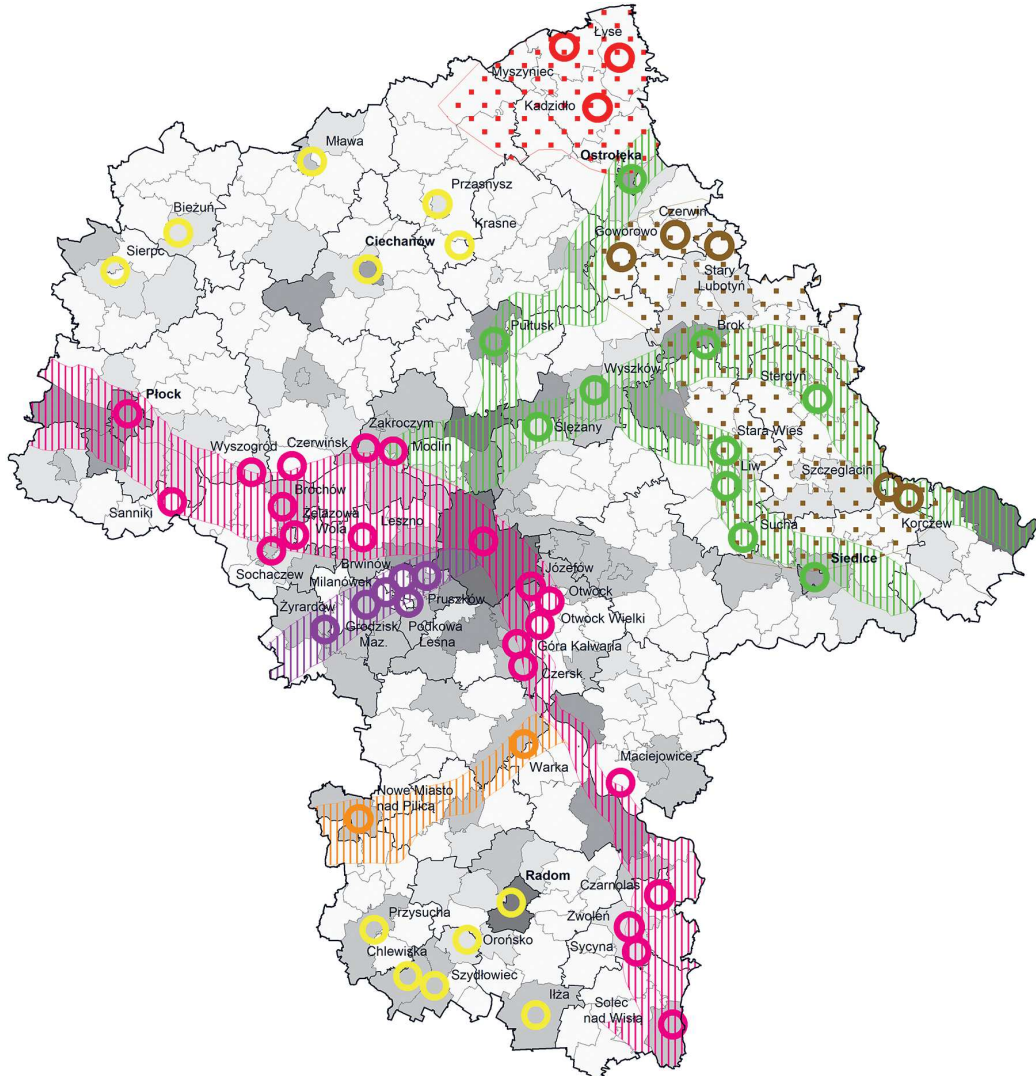 Łyse
Myszyniec
Kadzidło
Ostrołęka
Mława
Przasnysz
Bieżuń
Krasne
Ciechanów
Sierpc
Czerwin
Goworowo
Stary
Lubotyń
Pułtusk
Brok
Wyszków
Sterdyń
Płock
Zakroczym
Ślężany
Wyszogród
Czerwińsk
Modlin
Stara Wieś
Liw
Szczeglacin
Brochów
Sanniki
Żelazowa
Wola
Leszno
Korczew
Sucha
Sochaczew
Brwinów
Siedlce
Milanówek
Józefów
Żyrardów
Pruszków
Otwock
Grodzisk
Maz.
Podkowa
Leśna
Otwock Wielki
Góra Kalwaria
Czersk
Maciejowice
Warka
Nowe Miasto
nad Pilicą
Radom
Czarnolas
Przysucha
Zwoleń
Orońsko
Sycyna
Chlewiska
Szydłowiec
Iłża
Solec
nad Wisłą